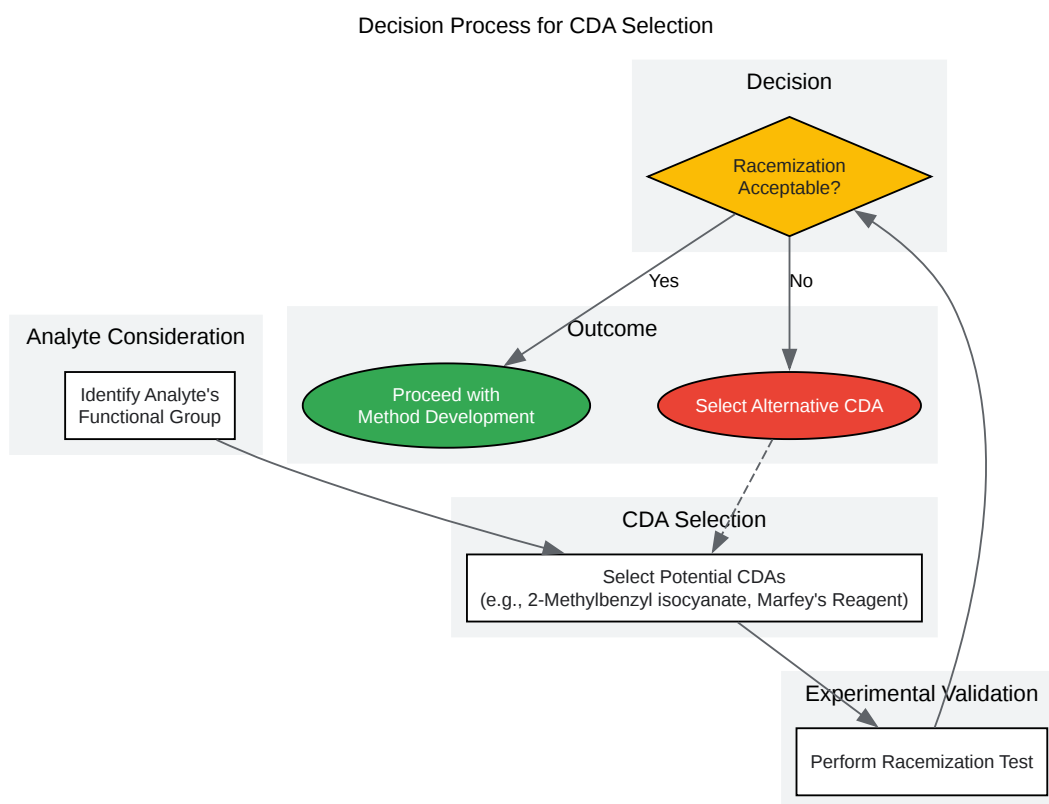 Decision Process for CDA Selection
Decision
Racemization
Acceptable?
Yes
No
Outcome
Analyte Consideration
Identify Analyte's
Functional Group
Proceed with
Method Development
Select Alternative CDA
CDA Selection
Select Potential CDAs
(e.g., 2-Methylbenzyl isocyanate, Marfey's Reagent)
Experimental Validation
Perform Racemization Test